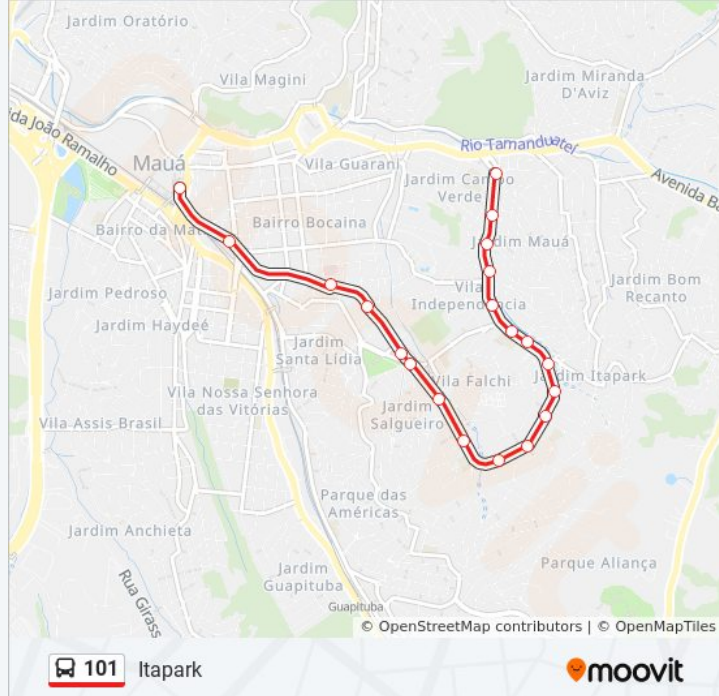 Jardim Oratório
Vila Magini
Jardim Miranda
D'Aviz
ida João Ramalho
Rio Tamanduateí
Mauá
Vila Guarani
Jardim Campo
Verde
Avenida Ba
Bairro Bocaina
Bairro da Ma
Jardim Mauá
Jardim Pedroso
Vila
Independência
Jardim Bom
Recanto
Jardim Haydeé
Jardim
Santa Lídia
Vila Falchi
Jardim Itapark
Vila Nossa Senhora
das Vitórias
Jardim
Salgueiro
Vila Assis Brasil
Parque das
Américas
Jardim Anchieta
Parque Aliança
Jardim
Guapituba
Rua Girass
Guapituba
© OpenStreetMap contributors | © OpenMapTiles
101 Itapark
moovit